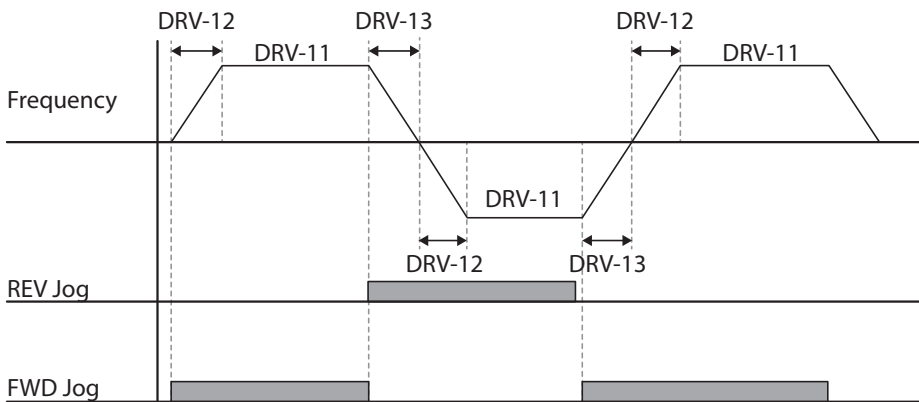 DRV-12 DRV-13 DRV-12
DRV-11 DRV-11
Frequency
DRV-11
DRV-12 DRV-13
REV Jog
FWD Jog